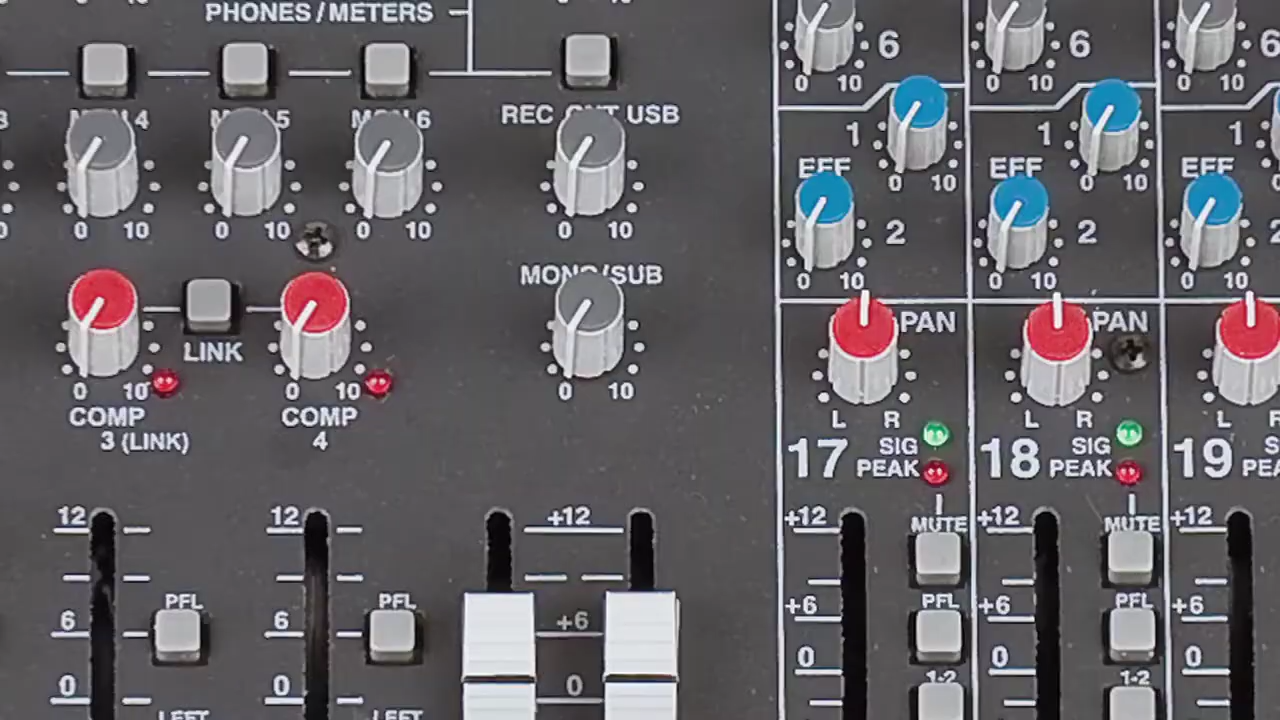 PHONES/METERS
6 6 6
0 10 0 10 0 10
REC OUT USB
1 1 1
EFF EFF EFF
0 10 0 10
0 10 0 10 0 10 0 10
2 2 2
0 10 0 10 0 10
MONO/SUB
LINK
PAN PAN
0 10 0 10 0 10
COMP COMP
3 (LINK) 4
L R L R L
17 SIG 18 SIG 19
PEAK PEAK
12 12 +12 +12 +12 +12
MUTE MUTE
PFL PFL PFL PFL
6 6 +6 +6 +6 +6
0 0 0 0 0 0
1-2 1-2
LEFT LEFT